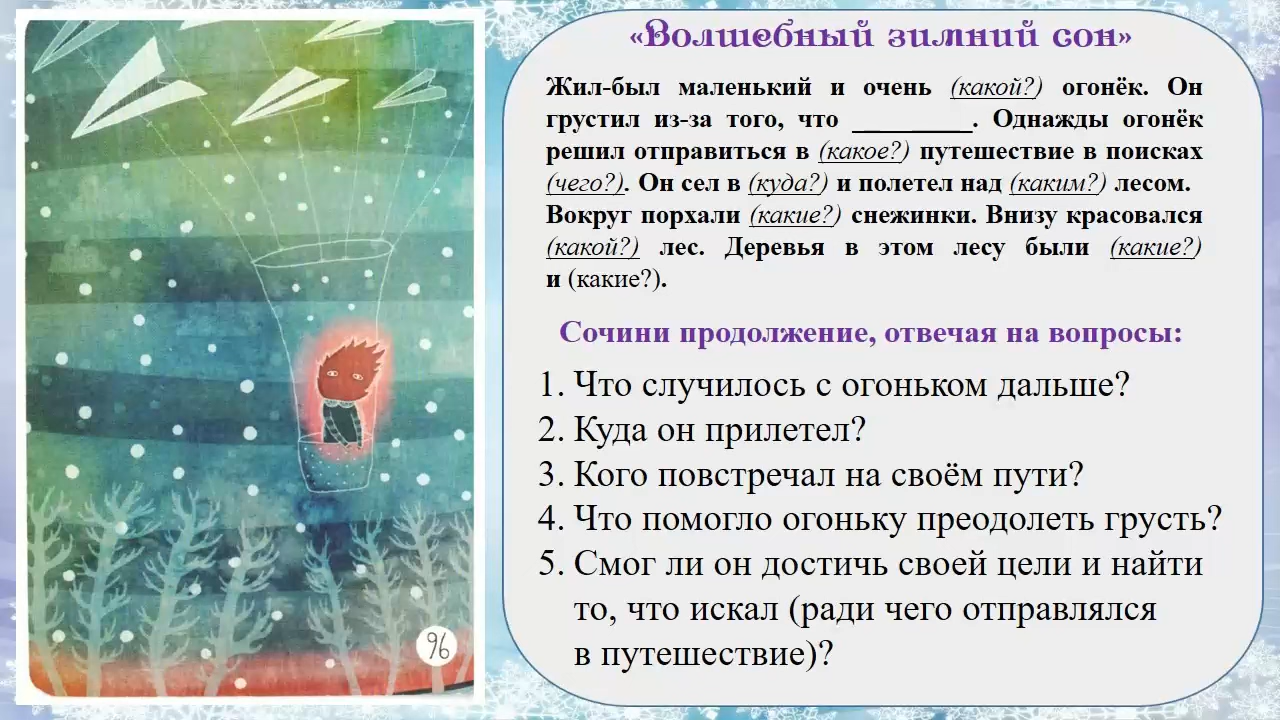 «Волшебный зимний сон»
Жил-был маленький и очень (какой?) огонёк. Он
грустил из-за того, что _________. Однажды огонёк
решил отправиться в (какое?) путешествие в поисках
(чего?). Он сел в (куда?) и полетел над (каким?) лесом.
Вокруг порхали (какие?) снежинки. Внизу красовался
(какой?) лес. Деревья в этом лесу были (какие?)
и (какие?).
Сочини продолжение, отвечая на вопросы:
1. Что случилось с огоньком дальше?
2. Куда он прилетел?
3. Кого повстречал на своём пути?
4. Что помогло огоньку преодолеть грусть?
5. Смог ли он достичь своей цели и найти
то, что искал (ради чего отправлялся
в путешествие)?
96